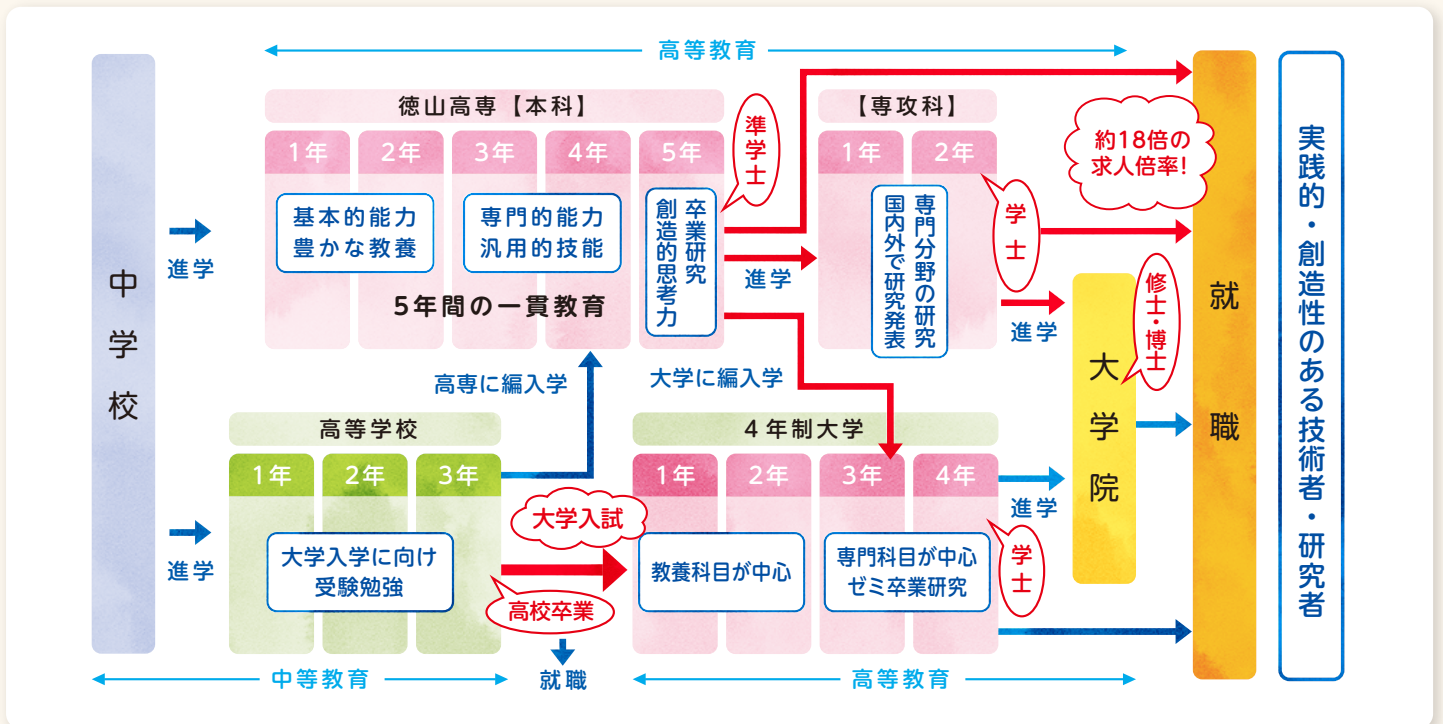 高等教育
中学校
進学
徳山高専【本科】
1年
2年
3年
4年
5年
基本的能力
豊かな教養
専門的能力
汎用的技能
卒業研究
創造的思考力
5年間の一貫教育
準学士
進学
【専攻科】
1年
2年
専門分野の研究
国内外で研究発表
学士
進学
約18倍の
求人倍率!
高専に編入学
大学に編入学
進学
高等学校
1年
2年
3年
大学入学に向け
受験勉強
大学入試
高校卒業
就職
4年制大学
1年
2年
3年
4年
教養科目が中心
専門科目が中心
ゼミ卒業研究
学士
進学
大学院
修士・博士
就職
実践的・創造性のある技術者・研究者
中等教育
高等教育